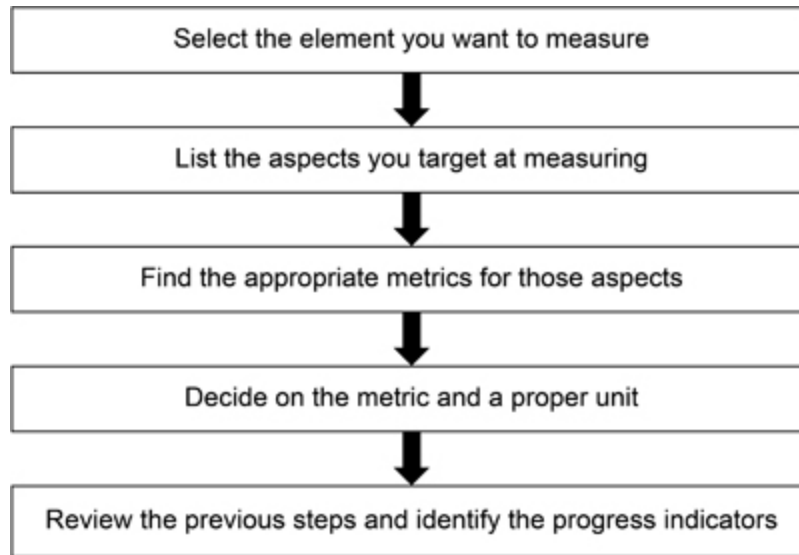 Select the element you want to measure
List the aspects you target at measuring
Find the appropriate metrics for those aspects
Decide on the metric and a proper unit
Review the previous steps and identify the progress indicators